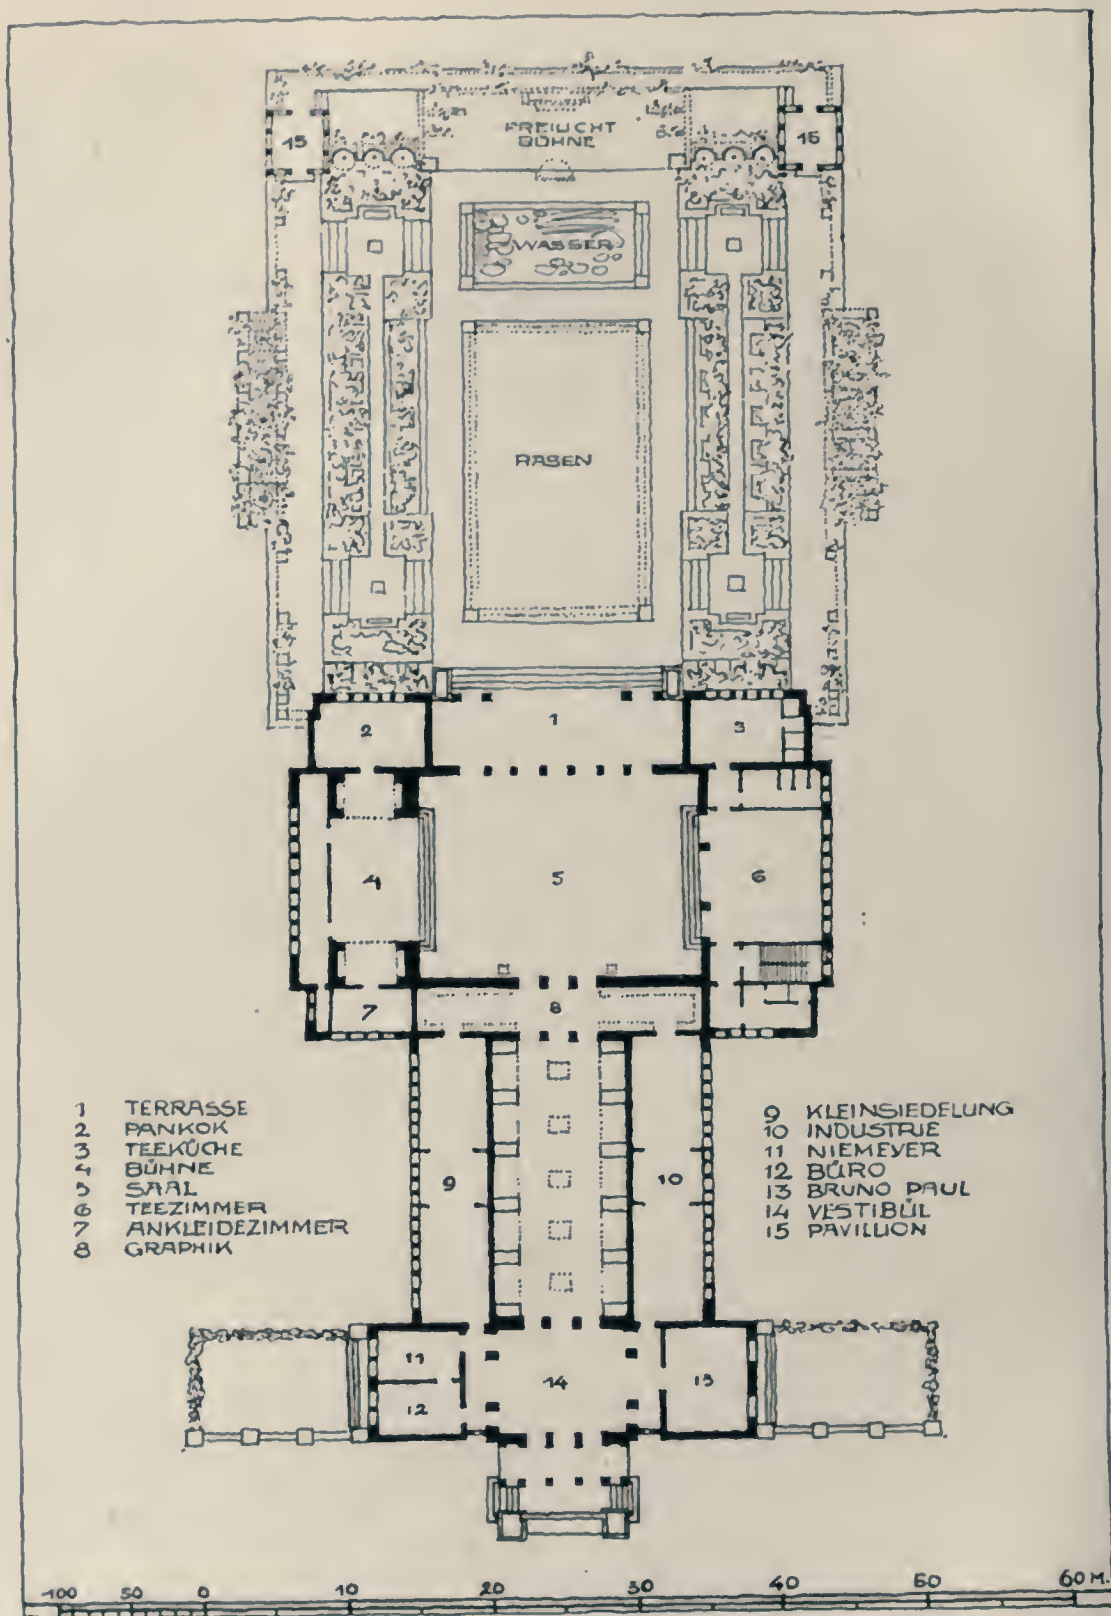 15
FREILICHT
BÜHNE
15
WASSER
RASEN
2
1
3
4
5
6
7
8
9
10
11
12
14
13
1 TERRASSE
2 PANKOK
3 TEEKÜCHE
4 BÜHNE
5 SAAL
6 TEEZIMMER
7 ANKLEIDEZIMMER
8 GRAPHIK
9 KLEINSIEDELUNG
10 INDUSTRIE
11 NIEMEYER
12 BÜRO
13 BRUNO PAUL
14 VESTIBÜL
15 PAVILLION
100 50 0 10 20 30 40 50 60 M.